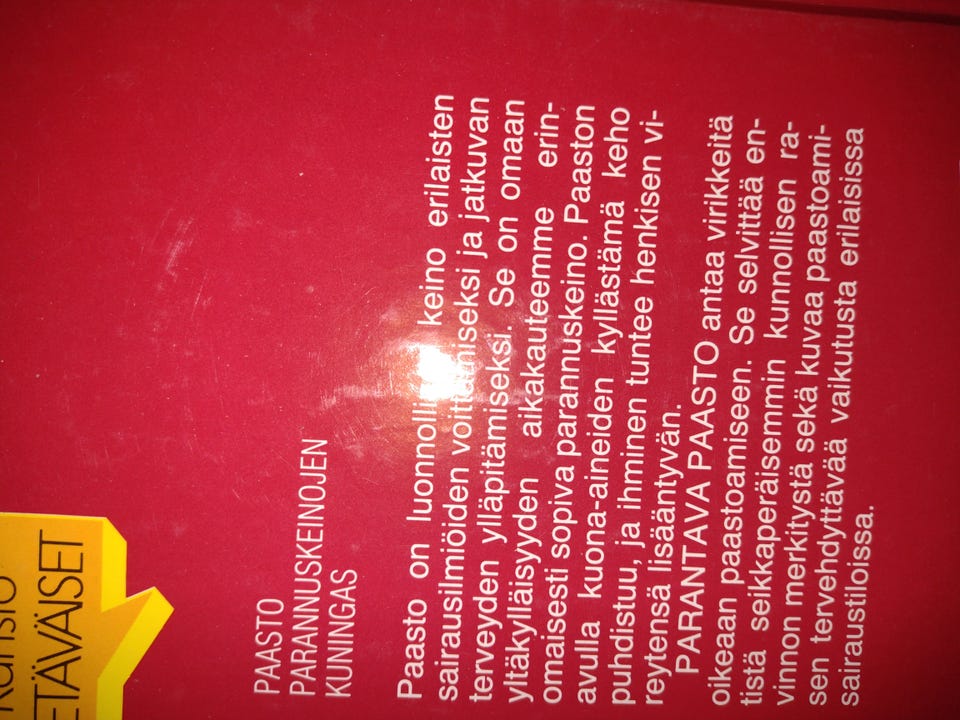 ETÄVÄISET
PAASTO
PARANNUSKEINOJEN
KUNINGAS
Paasto on keino erilaisten
sairausilmiöiden voittamiseksi ja jatkuvan
terveyden ylläpitämiseksi. Se on omaan
yltäkylläisyyden aikakauteemme erin-
omaisesti sopiva parannuskeino. Paaston
avulla kuona-aineiden kyllästämä keho
puhdistuu, ja ihminen tuntee henkisen vi-
reytensä lisääntyvän.
PARANTAVA PAASTO antaa virikkeitä
oikeaan paastoamiseen. Se selvittää en-
tistä seikkaperäisemmin kunnollisen ra-
vinnon merkitystä sekä kuvaa paastoami-
sen tervehdyttävää vaikutusta erilaisissa
sairaustiloissa.